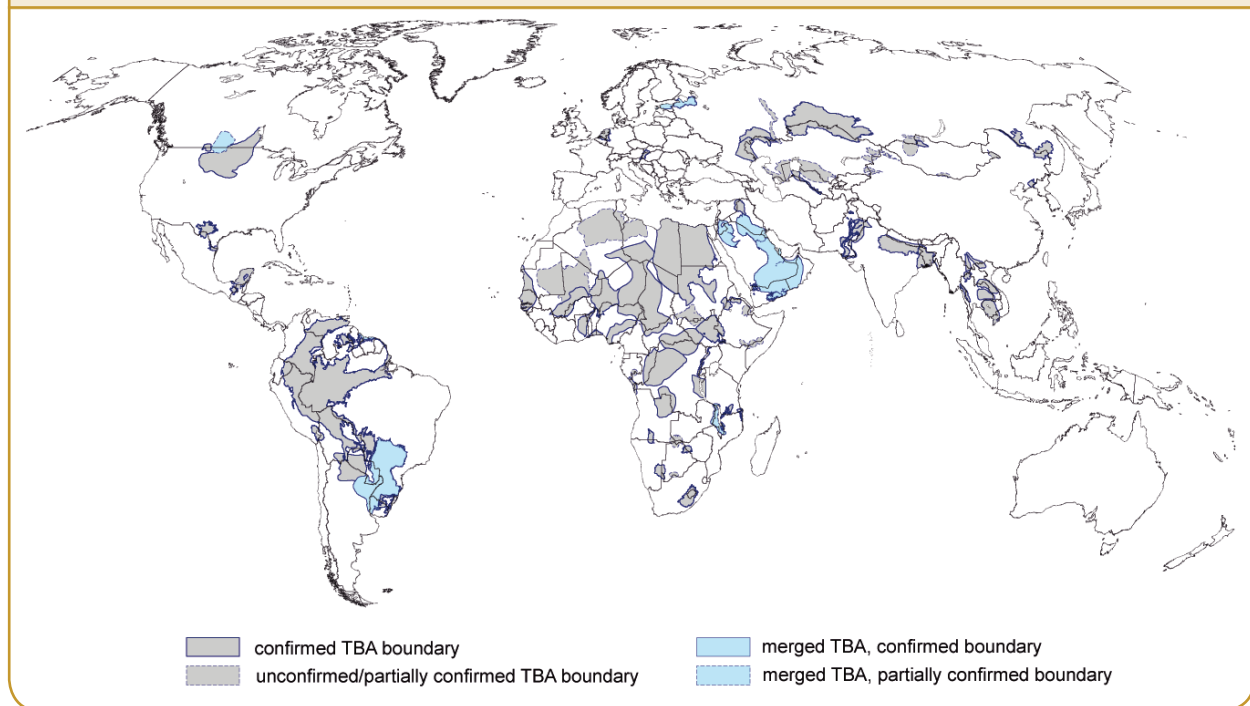 confirmed TBA boundary
unconfirmed/partially confirmed TBA boundary
merged TBA, confirmed boundary
merged TBA, partially confirmed boundary